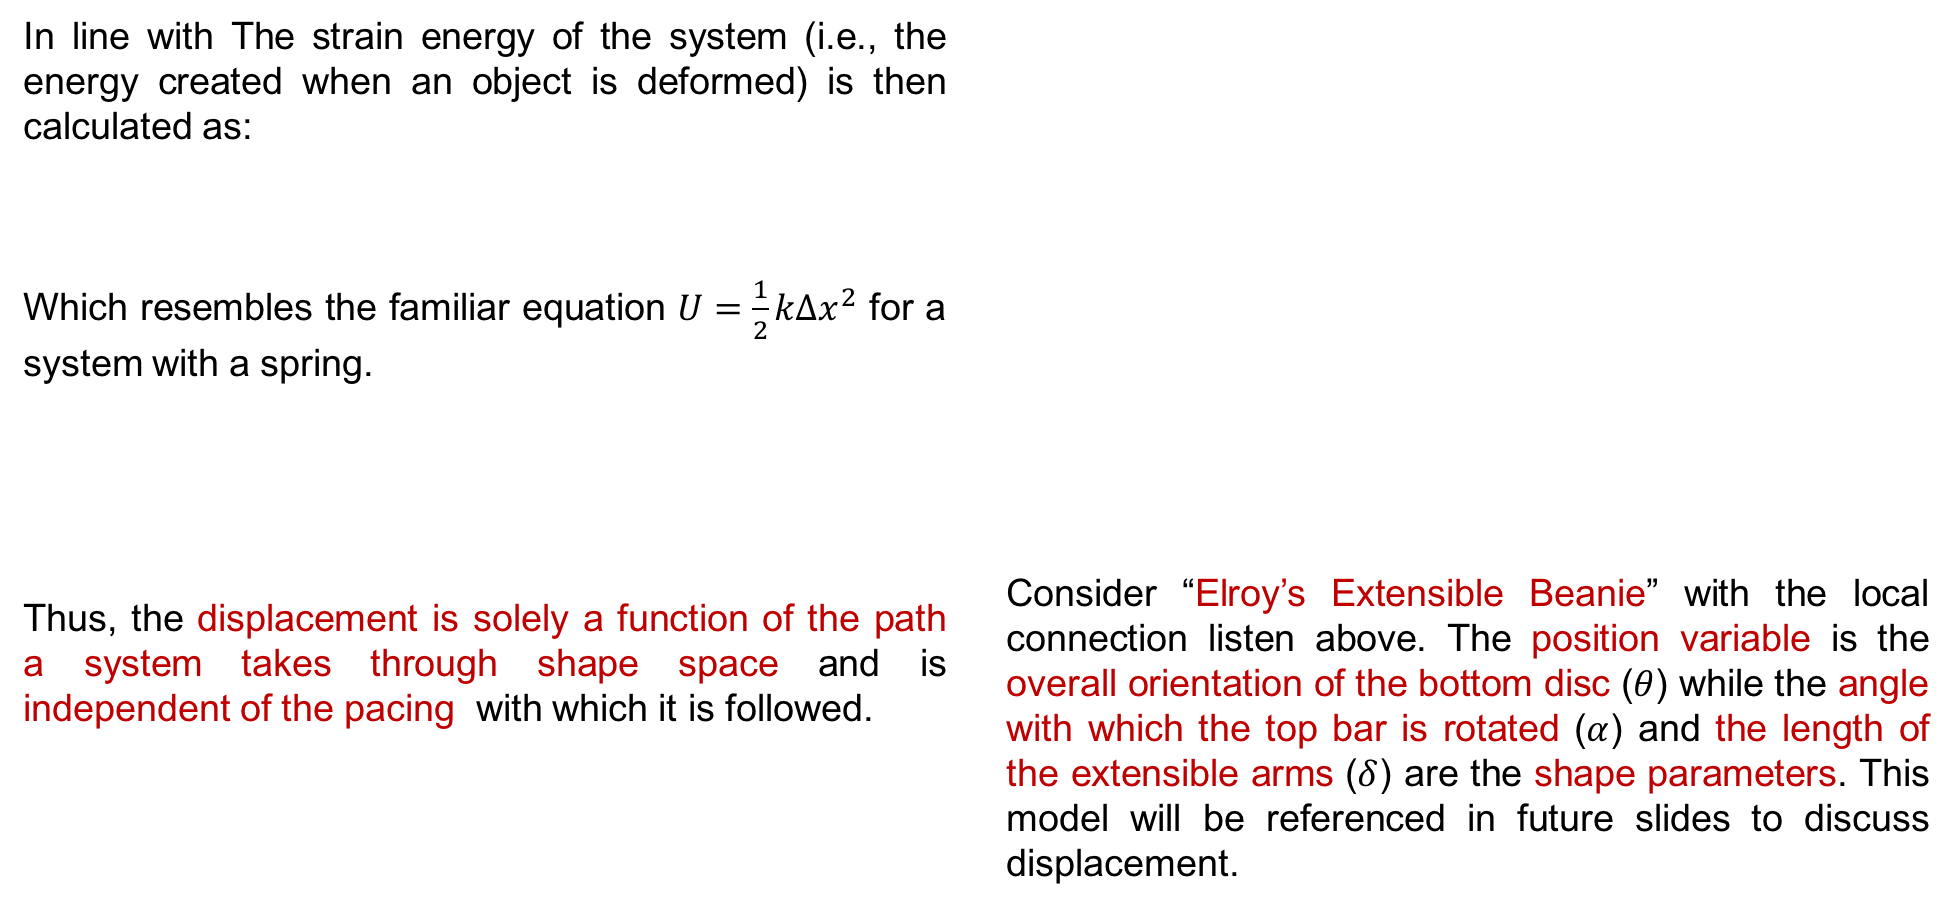 In line with The strain energy of the system (i.e., the
energy created when an object is deformed) is then
calculated as:
Which resembles the familiar equation U = 1/2 kΔx² for a
system with a spring.
Thus, the displacement is solely a function of the path
a system takes through shape space and is
independent of the pacing with which it is followed.
Consider “Elroy’s Extensible Beanie” with the local
connection listen above. The position variable is the
overall orientation of the bottom disc (θ) while the angle
with which the top bar is rotated (α) and the length of
the extensible arms (δ) are the shape parameters. This
model will be referenced in future slides to discuss
displacement.